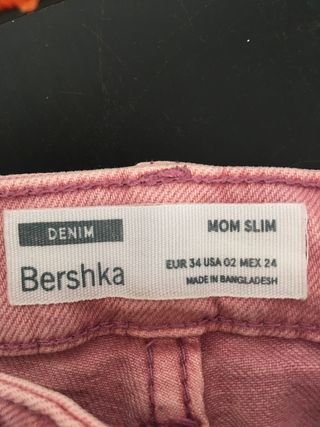 DENIM
Bershka
MOM SLIM
EUR 34 USA 02 MEX 24
MADE IN BANGLADESH